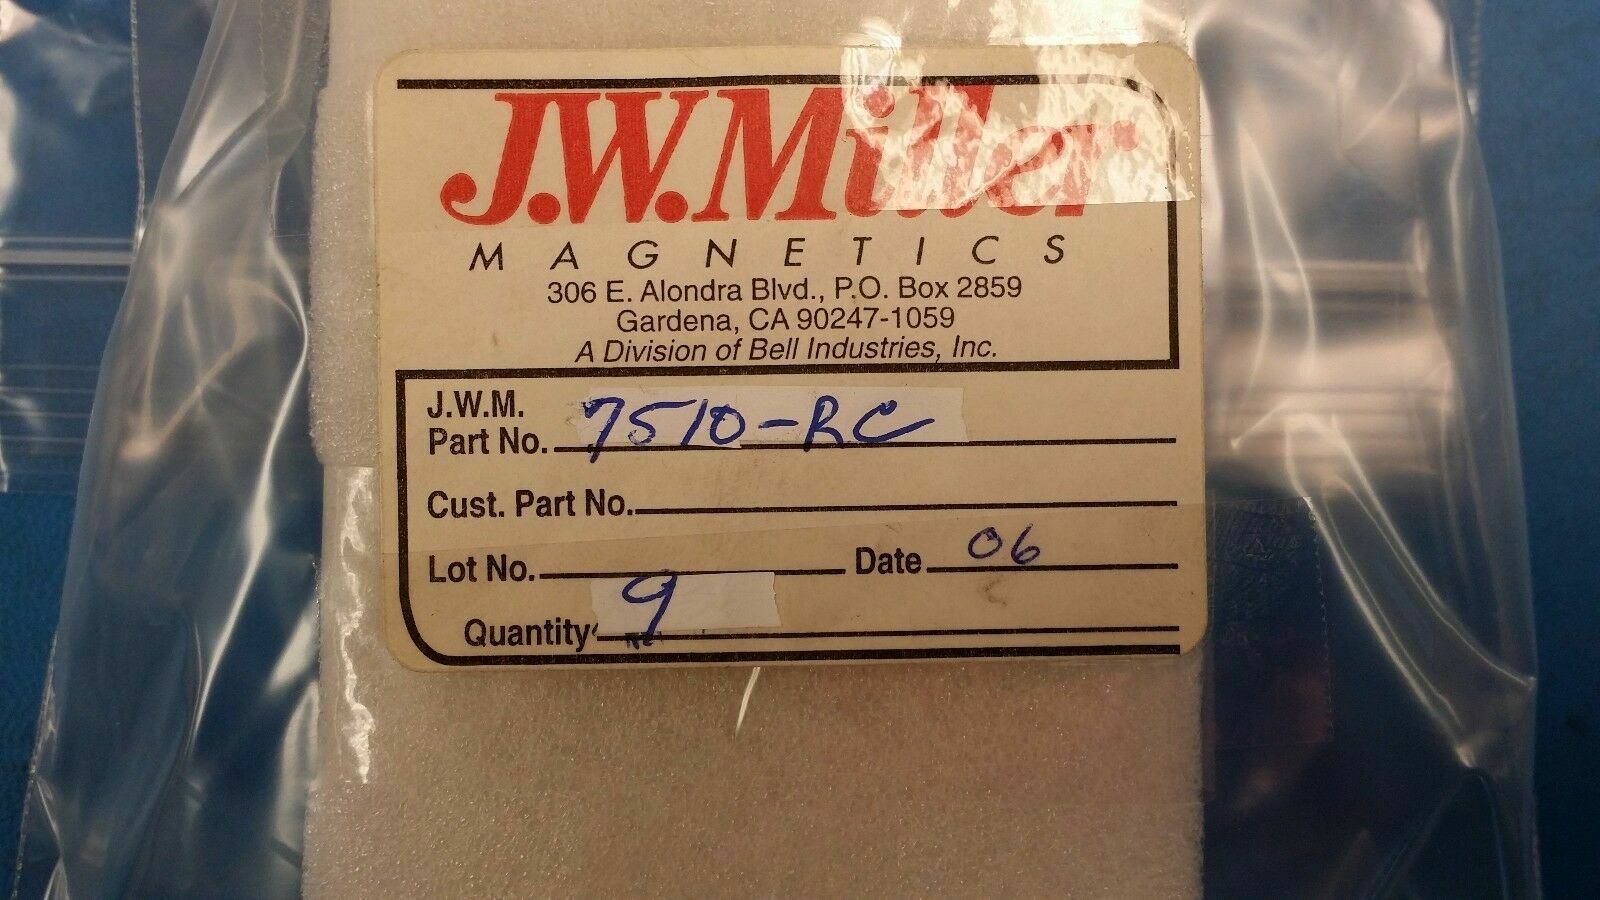 J.W.Miller
MAGNETICS
306 E. Alondra Blvd., P.O. Box 2859
Gardena, CA 90247-1059
A Division of Bell Industries, Inc.
J.W.M.
Part No. 7510-RC
Cust. Part No.
Lot No. Date 06
Quantity 9